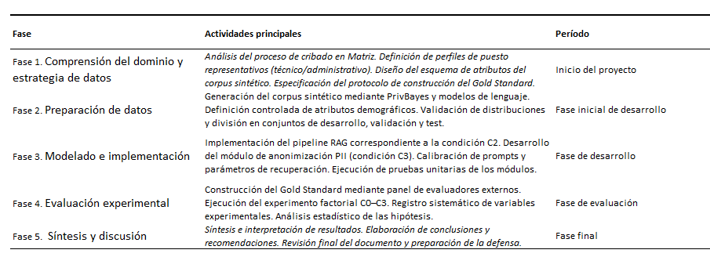 Fase Actividades principales Período
Análisis del proceso de cribado en Matriz. Definición de perfiles de puesto
Fase 1. Comprensión del dominio y
representativos (técnico/administrativo). Diseño del esquema de atributos del
Inicio del proyecto
estrategia de datos
corpus sintético. Especificación del protocolo de construcción del Gold Standard.
Generación del corpus sintético mediante PrivBayes y modelos de lenguaje.
Fase 2. Preparación de datos
Definición controlada de atributos demográficos. Validación de distribuciones
Fase inicial de desarrollo
y división en conjuntos de desarrollo, validación y test.
Implementación del pipeline RAG correspondiente a la condición C2. Desarrollo
Fase 3. Modelado e implementación
del módulo de anonimización PII (condición C3). Calibración de prompts y
Fase de desarrollo
parámetros de recuperación. Ejecución de pruebas unitarias de los módulos.
Construcción del Gold Standard mediante panel de evaluadores externos.
Fase 4. Evaluación experimental
Ejecución del experimento factorial C0–C3. Registro sistemático de variables
Fase de evaluación
experimentales. Análisis estadístico de las hipótesis.
Síntesis e interpretación de resultados. Elaboración de conclusiones y
Fase 5. Síntesis y discusión
Fase final
recomendaciones. Revisión final del documento y preparación de la defensa.